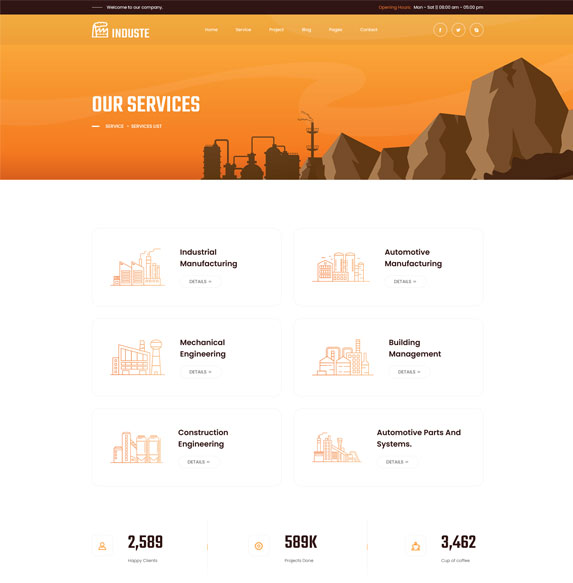 Welcome to our company.
Opening Hours: Mon - Sat || 08:00 am - 05:00 pm
INDUSTE
Home
Service
Project
Blog
Pages
Contact
OUR SERVICES
SERVICE — SERVICES LIST
Industrial
Manufacturing
DETAILS
Automotive
Manufacturing
DETAILS
Mechanical
Engineering
DETAILS
Building
Management
DETAILS
Construction
Engineering
DETAILS
Automotive Parts And
Systems.
DETAILS
2,589
Happy Clients
589K
Projects Done
3,462
Cup of coffee